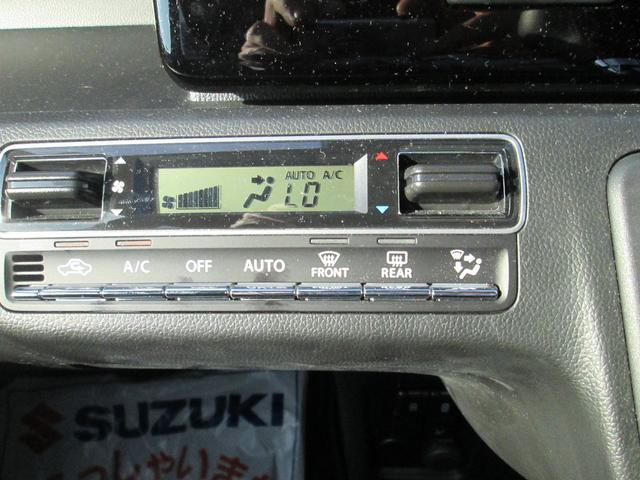 AUTO A/C
LO
A/C OFF AUTO FRONT REAR
SUZUKI